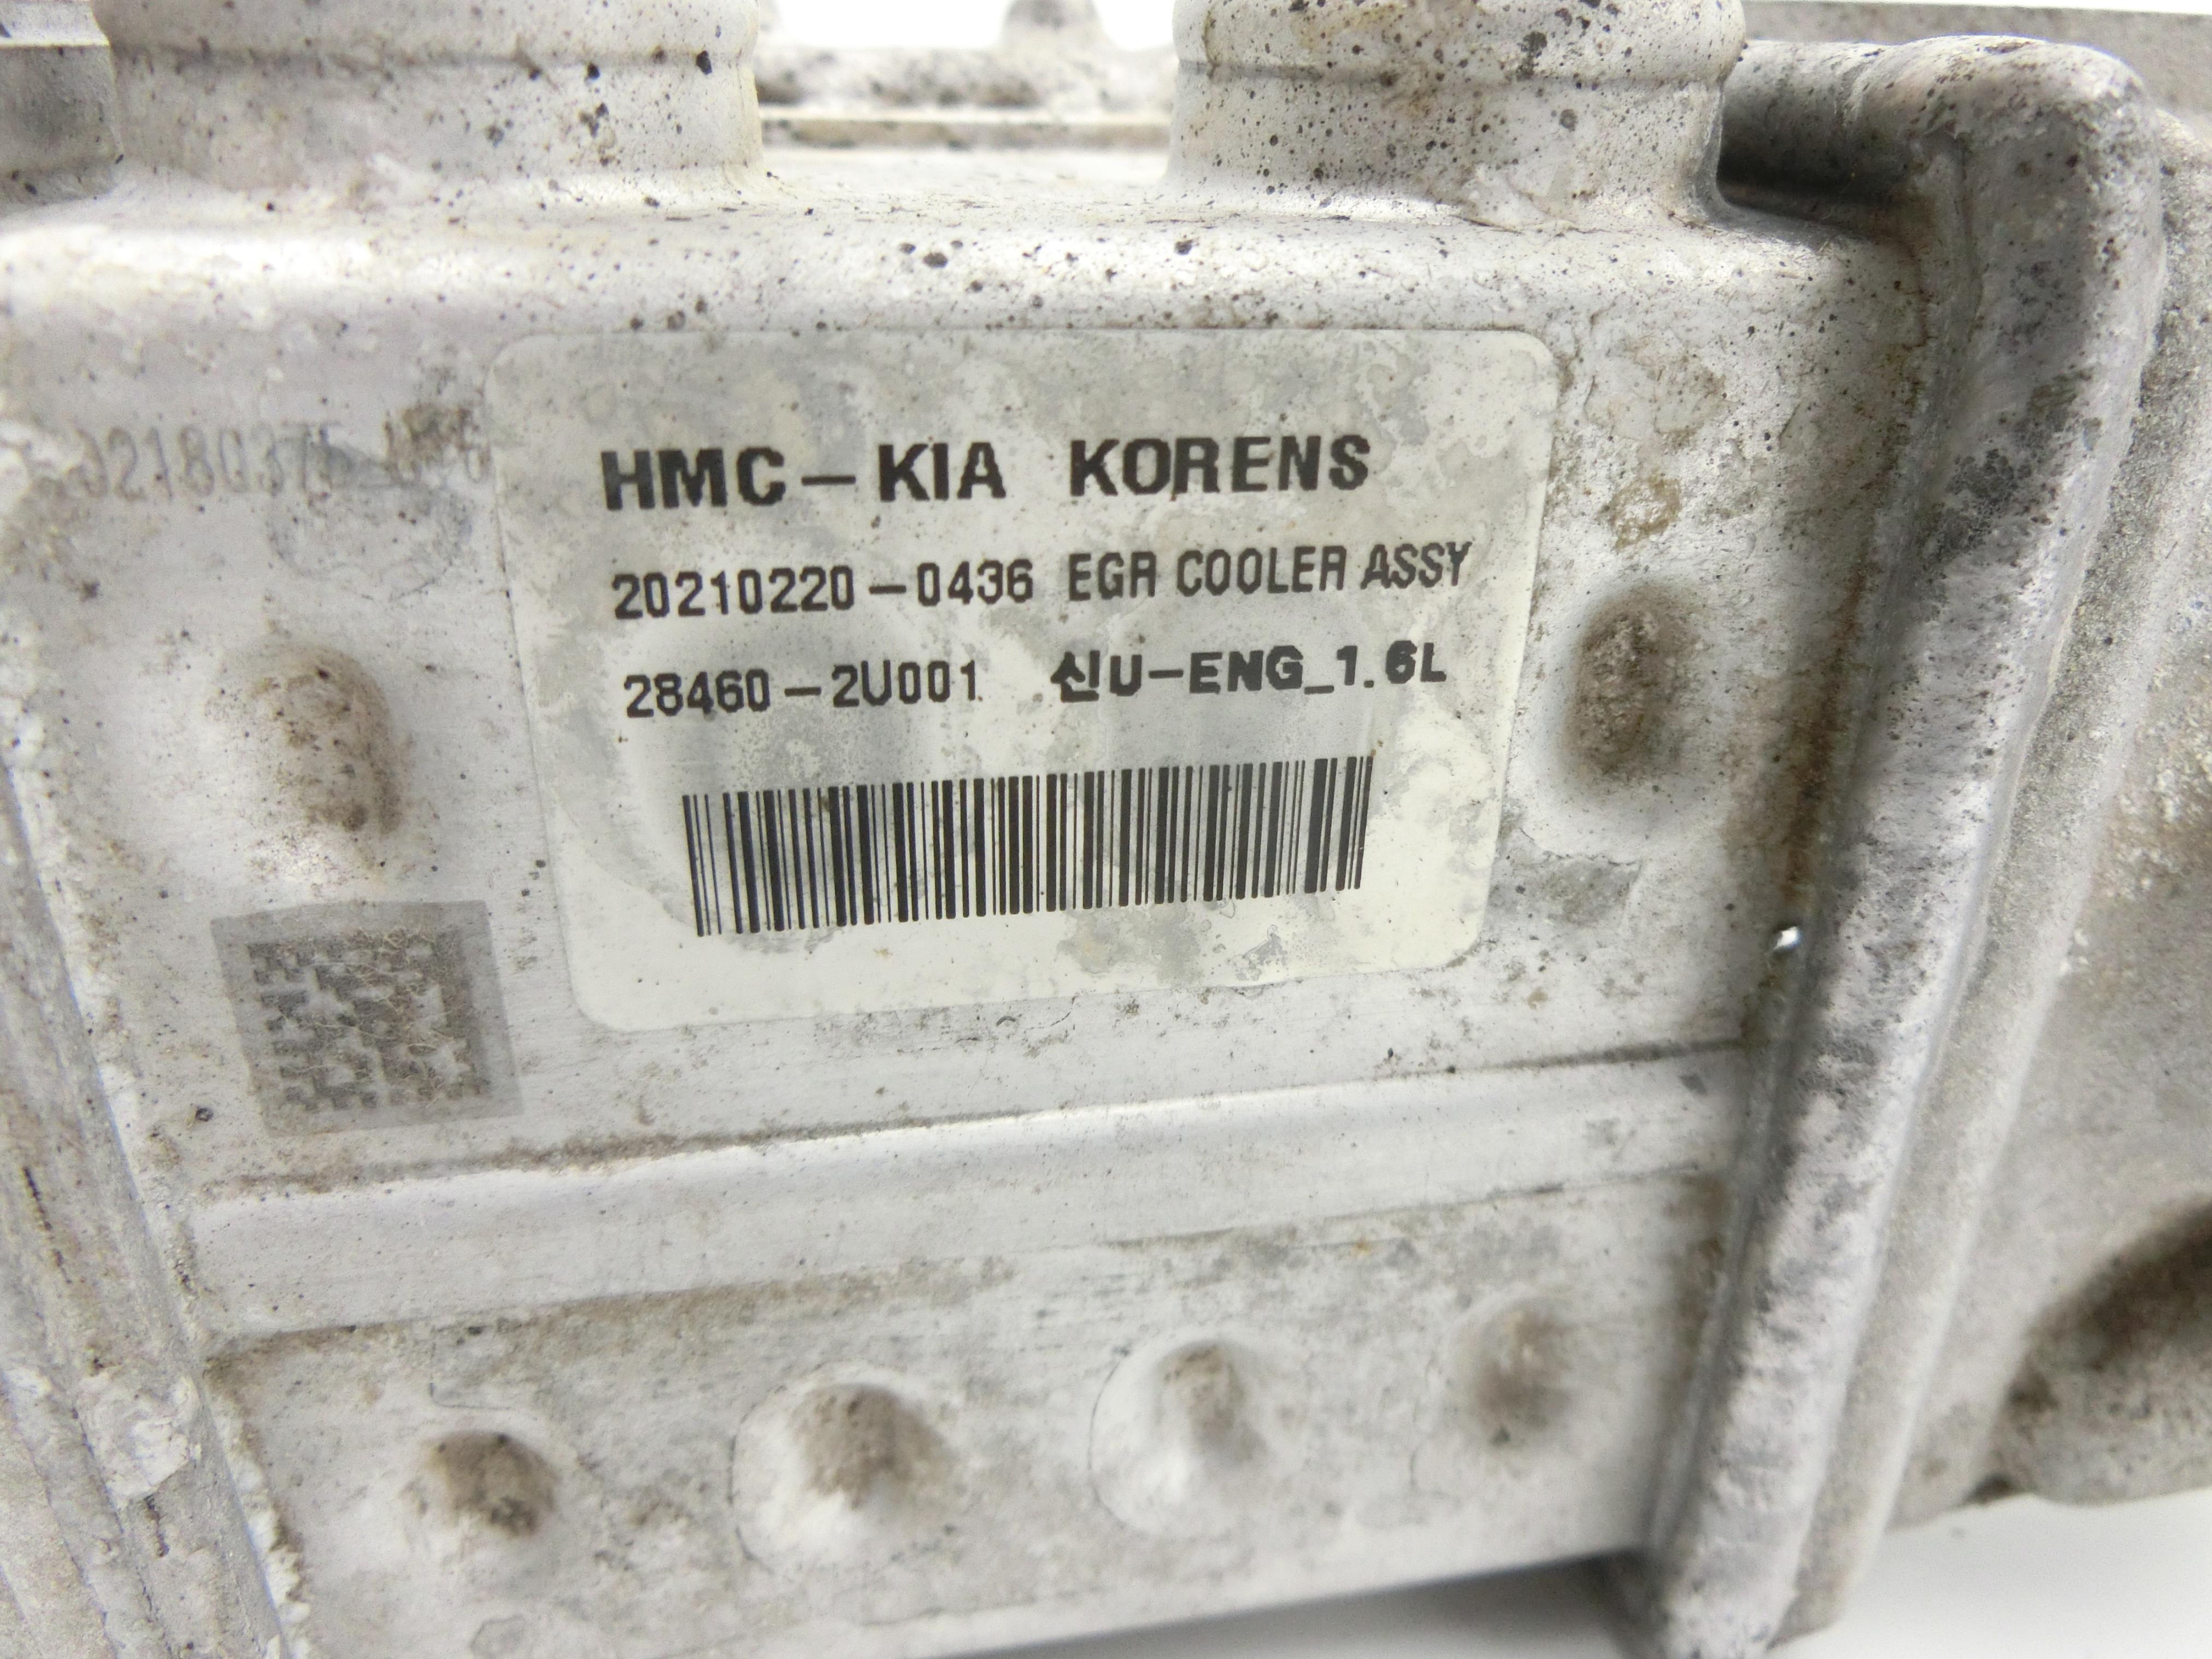 HMC-KIA KORENS
20210220-0436 EGR COOLER ASSY
28460-2U001 신U-ENG_1.6L